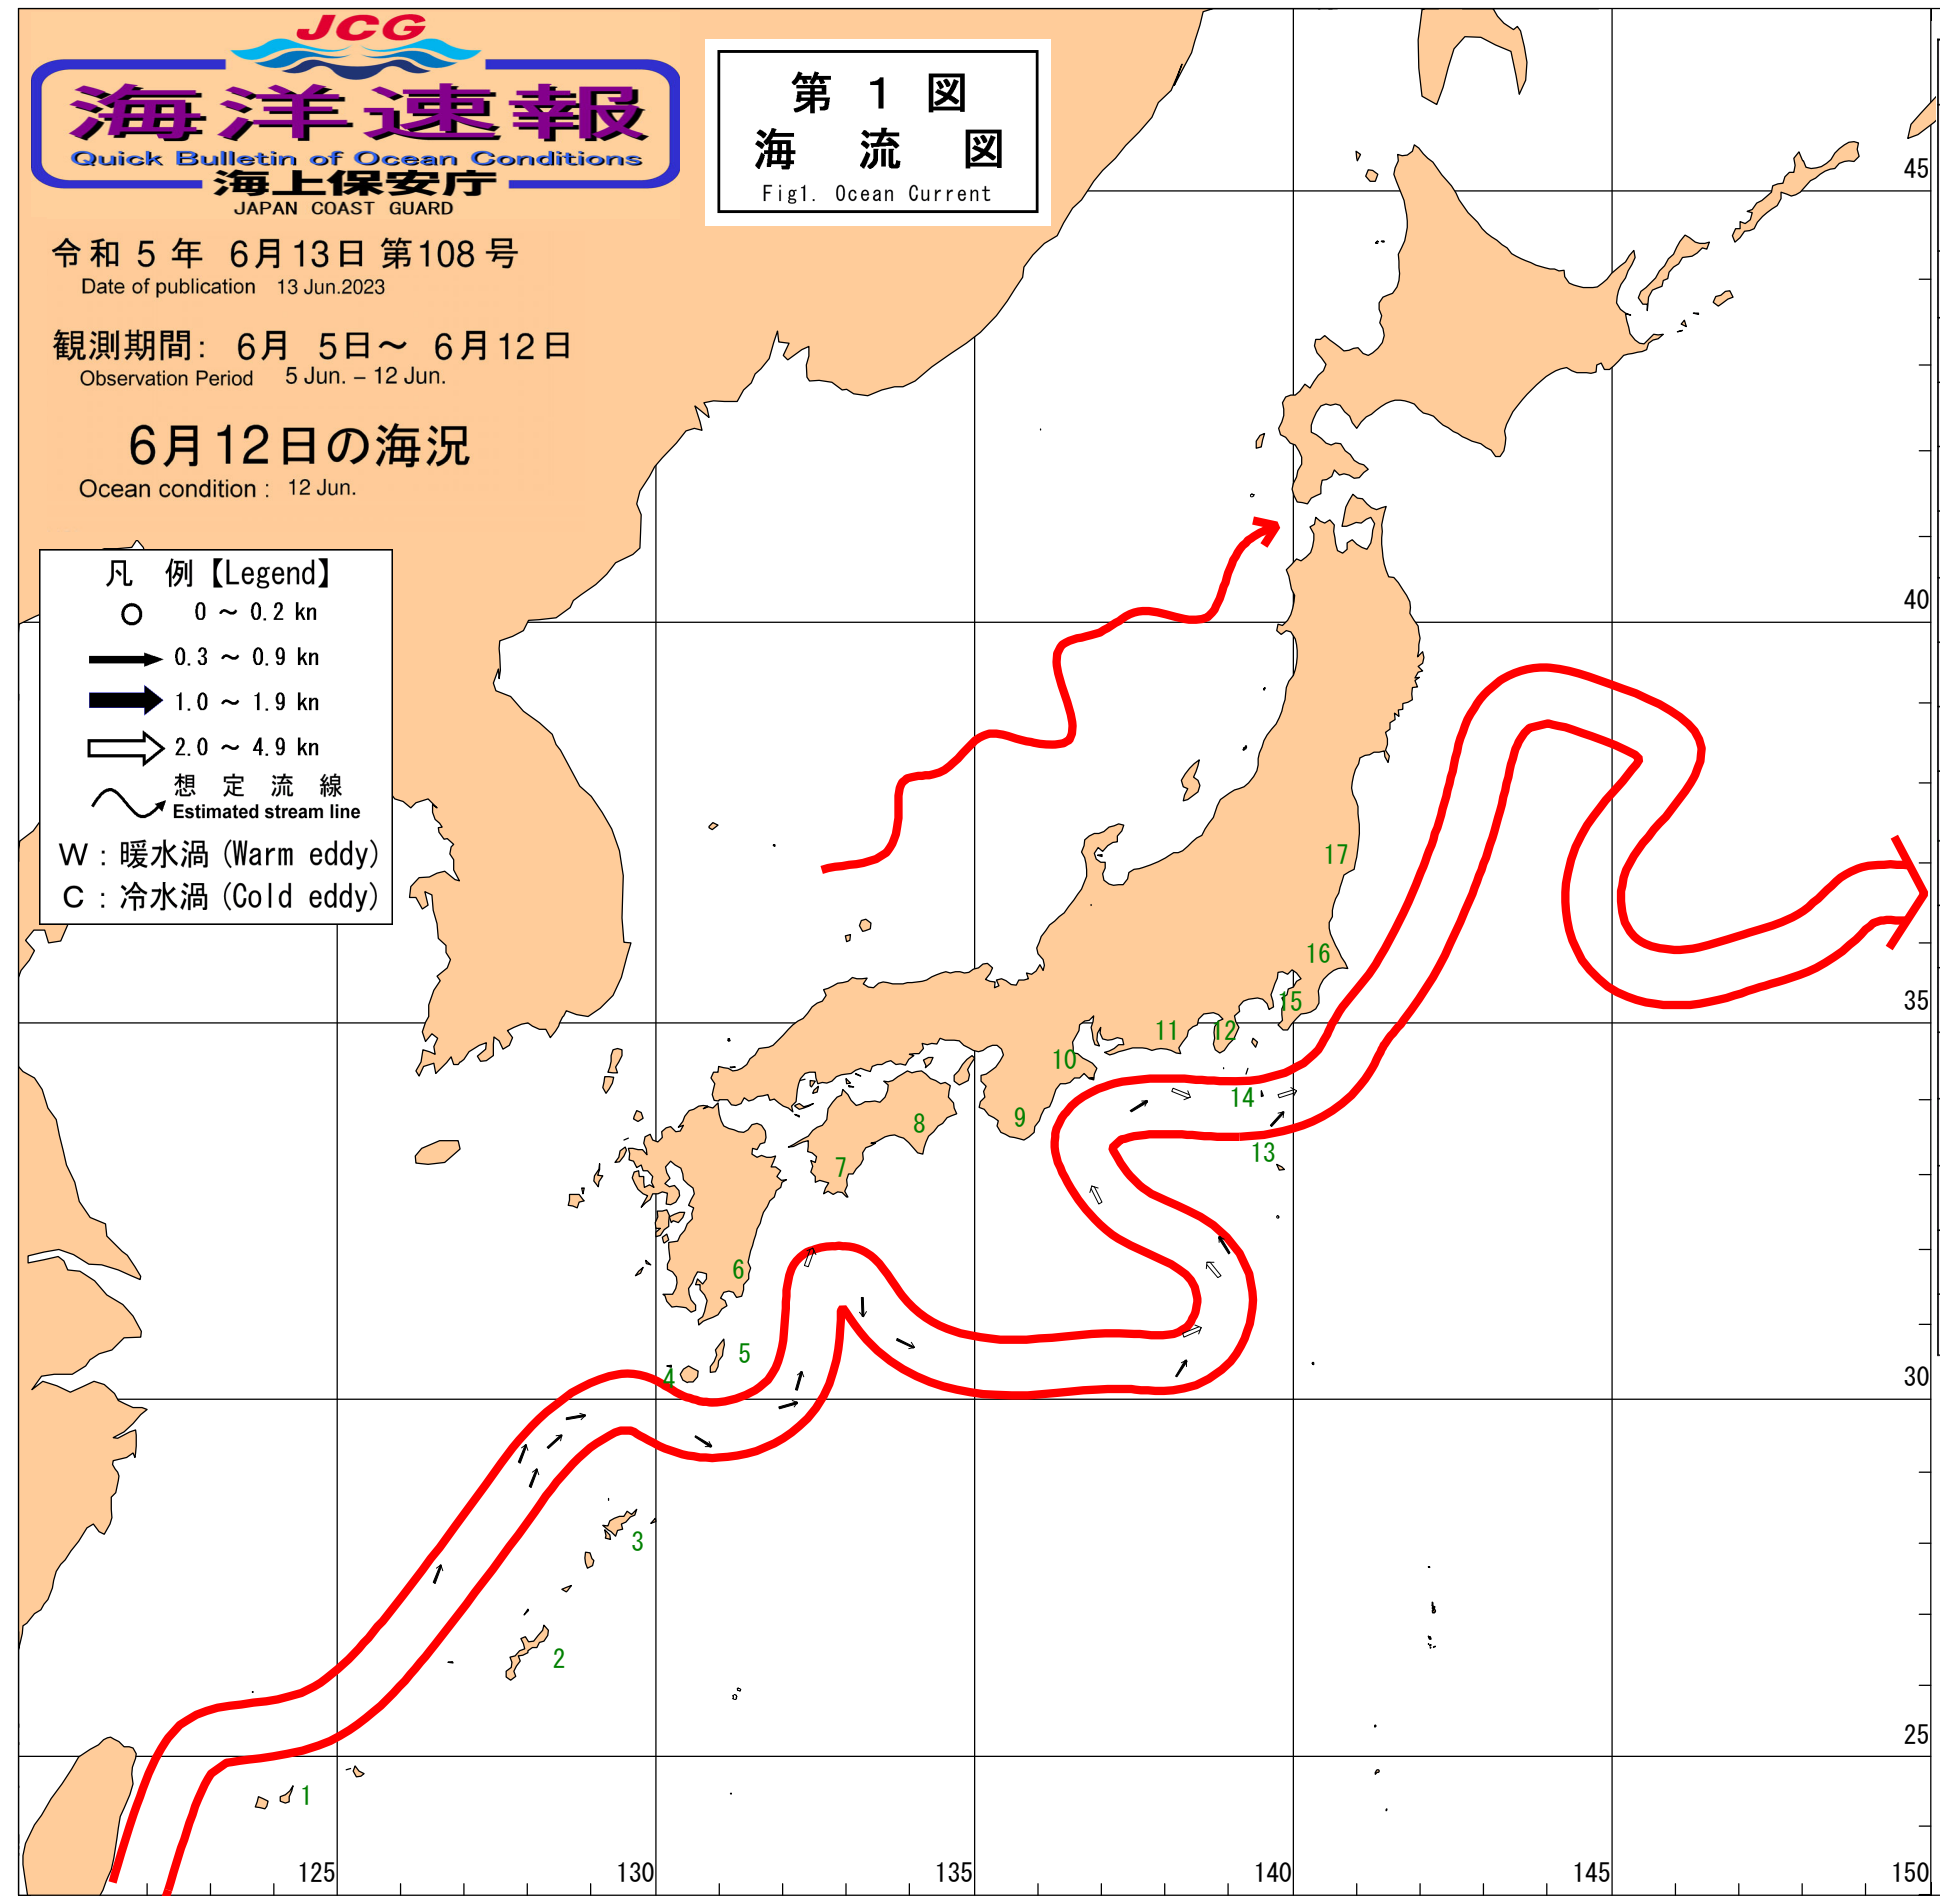 JCG
海洋速報
Quick Bulletin of Ocean Conditions
海上保安庁
JAPAN COAST GUARD
第 1 図
海 流 図
Fig1. Ocean Current
令和 5 年 6月13日 第108号
Date of publication 13 Jun.2023
観測期間: 6月 5日～ 6月12日
Observation Period 5 Jun. – 12 Jun.
6月12日の海況
Ocean condition : 12 Jun.
凡 例【Legend】
0 ～ 0.2 kn
0.3 ～ 0.9 kn
1.0 ～ 1.9 kn
2.0 ～ 4.9 kn
想 定 流 線
Estimated stream line
W : 暖水渦 (Warm eddy)
C : 冷水渦 (Cold eddy)
45
40
17
16
35
15
11
12
10
14
9
8
13
7
6
5
4
30
3
2
25
1
125
130
135
140
145
150